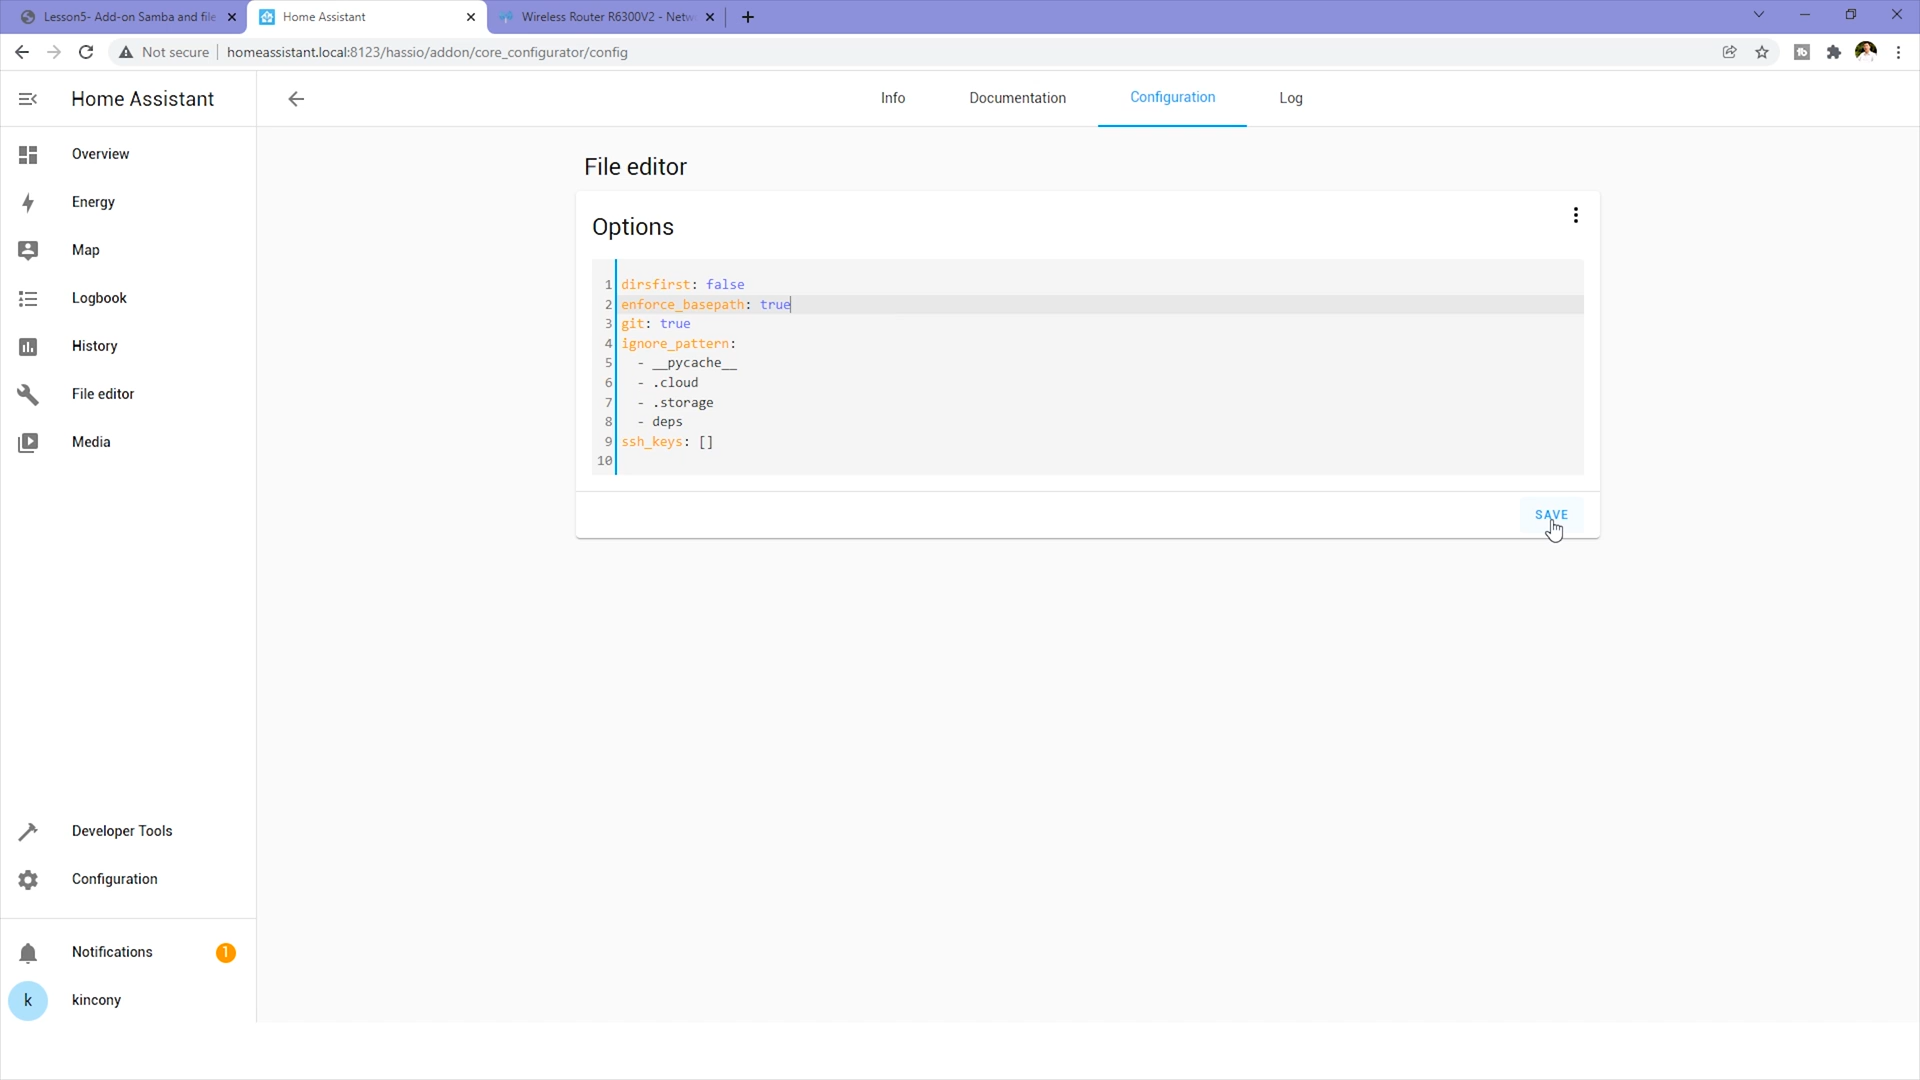 Lesson5- Add-on Samba and file
Home Assistant
Wireless Router R6300V2 - Netw
Not secure
homeassistant.local:8123/hassio/addon/core_configurator/config
Home Assistant
Info
Documentation
Configuration
Log
Overview
Energy
Map
Logbook
History
File editor
Media
Developer Tools
Configuration
Notifications
1
k
kincony
File editor
Options
1 dirsfirst: false
2 enforce_basepath: true
3 git: true
4 ignore_pattern:
5 - __pycache__
6 - .cloud
7 - .storage
8 - deps
9 ssh_keys: []
10
SAVE